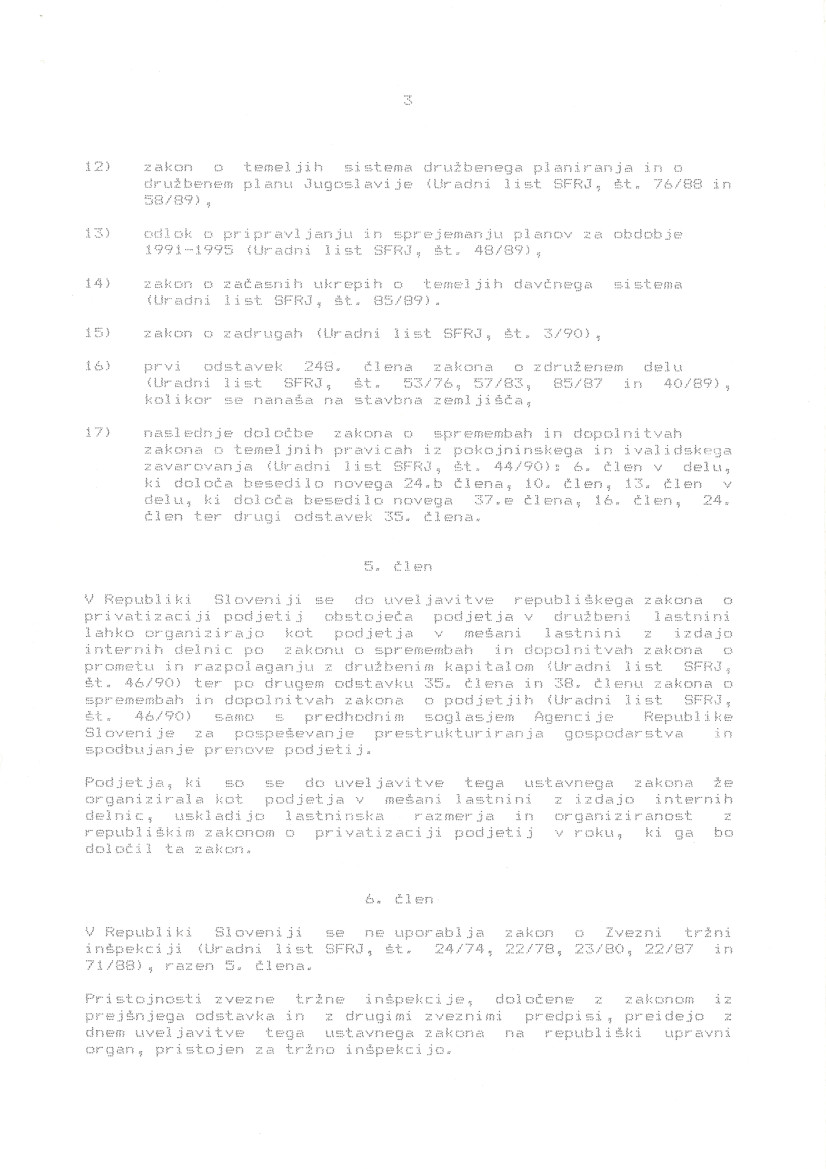 3
12) zakon o temeljih sistema družbenega planiranja in o
družbenem planu Jugoslavije (Uradni list SFRJ, št. 76/88 in
58/89),
13) odlok o pripravljanju in sprejemanju planov za obdobje
1991-1995 (Uradni list SFRJ, št. 48/89),
14) zakon o začasnih ukrepih o temeljih davčnega sistema
(Uradni list SFRJ, št. 85/89).
15) zakon o zadrugah (Uradni list SFRJ, št. 3/90),
16) prvi odstavek 248. člena zakona o združenem delu
(Uradni list SFRJ, št. 53/76, 57/83, 85/87 in 40/89),
kolikor se nanaša na stavbna zemljišča,
17) naslednje določbe zakona o spremembah in dopolnitvah
zakona o temeljnih pravicah iz pokojninskega in ivalidskega
zavarovanja (Uradni list SFRJ, št. 44/90): 6. člen v delu,
ki določa besedilo novega 24.b člena, 10. člen, 13. člen v
delu, ki določa besedilo novega 37.e člena, 16. člen, 24.
člen ter drugi odstavek 35. člena.
5. člen
V Republiki Sloveniji se do uveljavitve republiškega zakona o
privatizaciji podjetij obstoječa podjetja v družbeni lastnini
lahko organizirajo kot podjetja v mešani lastnini z izdajo
internih delnic po zakonu o spremembah in dopolnitvah zakona o
prometu in razpolaganju z družbenim kapitalom (Uradni list SFRJ,
št. 46/90) ter po drugem odstavku 35. člena in 38. členu zakona o
spremembah in dopolnitvah zakona o podjetjih (Uradni list SFRJ,
št. 46/90) samo s predhodnim soglasjem Agencije Republike
Slovenije za pospeševanje prestrukturiranja gospodarstva in
spodbujanje prenove podjetij.
Podjetja, ki so se do uveljavitve tega ustavnega zakona že
organizirala kot podjetja v mešani lastnini z izdajo internih
delnic, uskladijo lastninska razmerja in organiziranost z
republiškim zakonom o privatizaciji podjetij v roku, ki ga bo
določil ta zakon.
6. člen
V Republiki Sloveniji se ne uporablja zakon o Zvezni tržni
inšpekciji (Uradni list SFRJ, št. 24/74, 22/78, 23/80, 22/87 in
71/88), razen 5. člena.
Pristojnosti zvezne tržne inšpekcije, določene z zakonom iz
prejšnjega odstavka in z drugimi zveznimi predpisi, preidejo z
dnem uveljavitve tega ustavnega zakona na republiški upravni
organ, pristojen za tržno inšpekcijo.